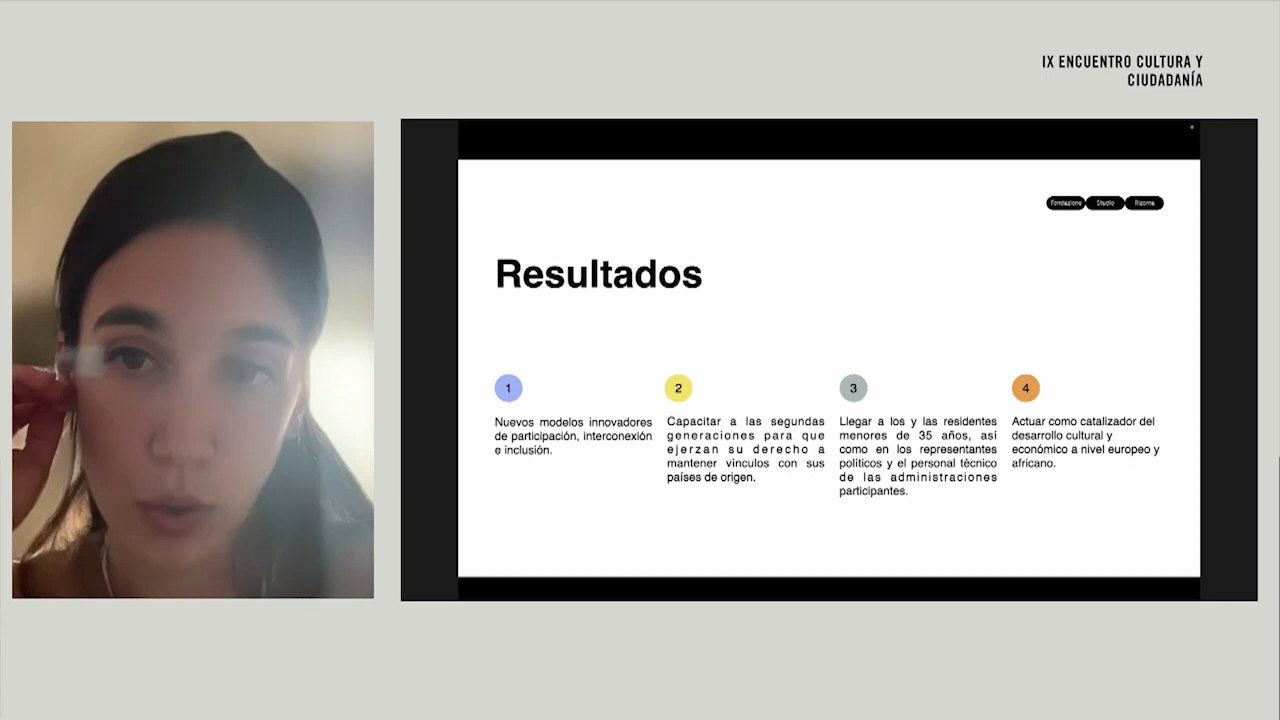 IX ENCUENTRO CULTURA Y
CIUDADANÍA
Fondazione Studio Rizoma
Resultados
1
Nuevos modelos innovadores
de participación, interconexión
e inclusión.
2
Capacitar a las segundas
generaciones para que
ejerzan su derecho a
mantener vínculos con sus
países de origen.
3
Llegar a los y las residentes
menores de 35 años, así
como en los representantes
políticos y el personal técnico
de las administraciones
participantes.
4
Actuar como catalizador del
desarrollo cultural y
económico a nivel europeo y
africano.